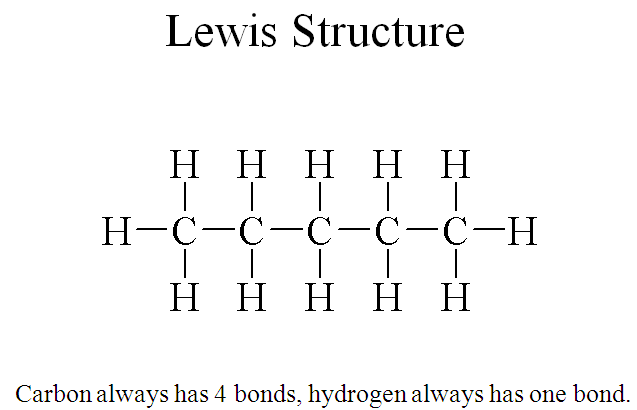 Lewis Structure
H H H H H
H-C-C-C-C-C-H
H H H H H
Carbon always has 4 bonds, hydrogen always has one bond.